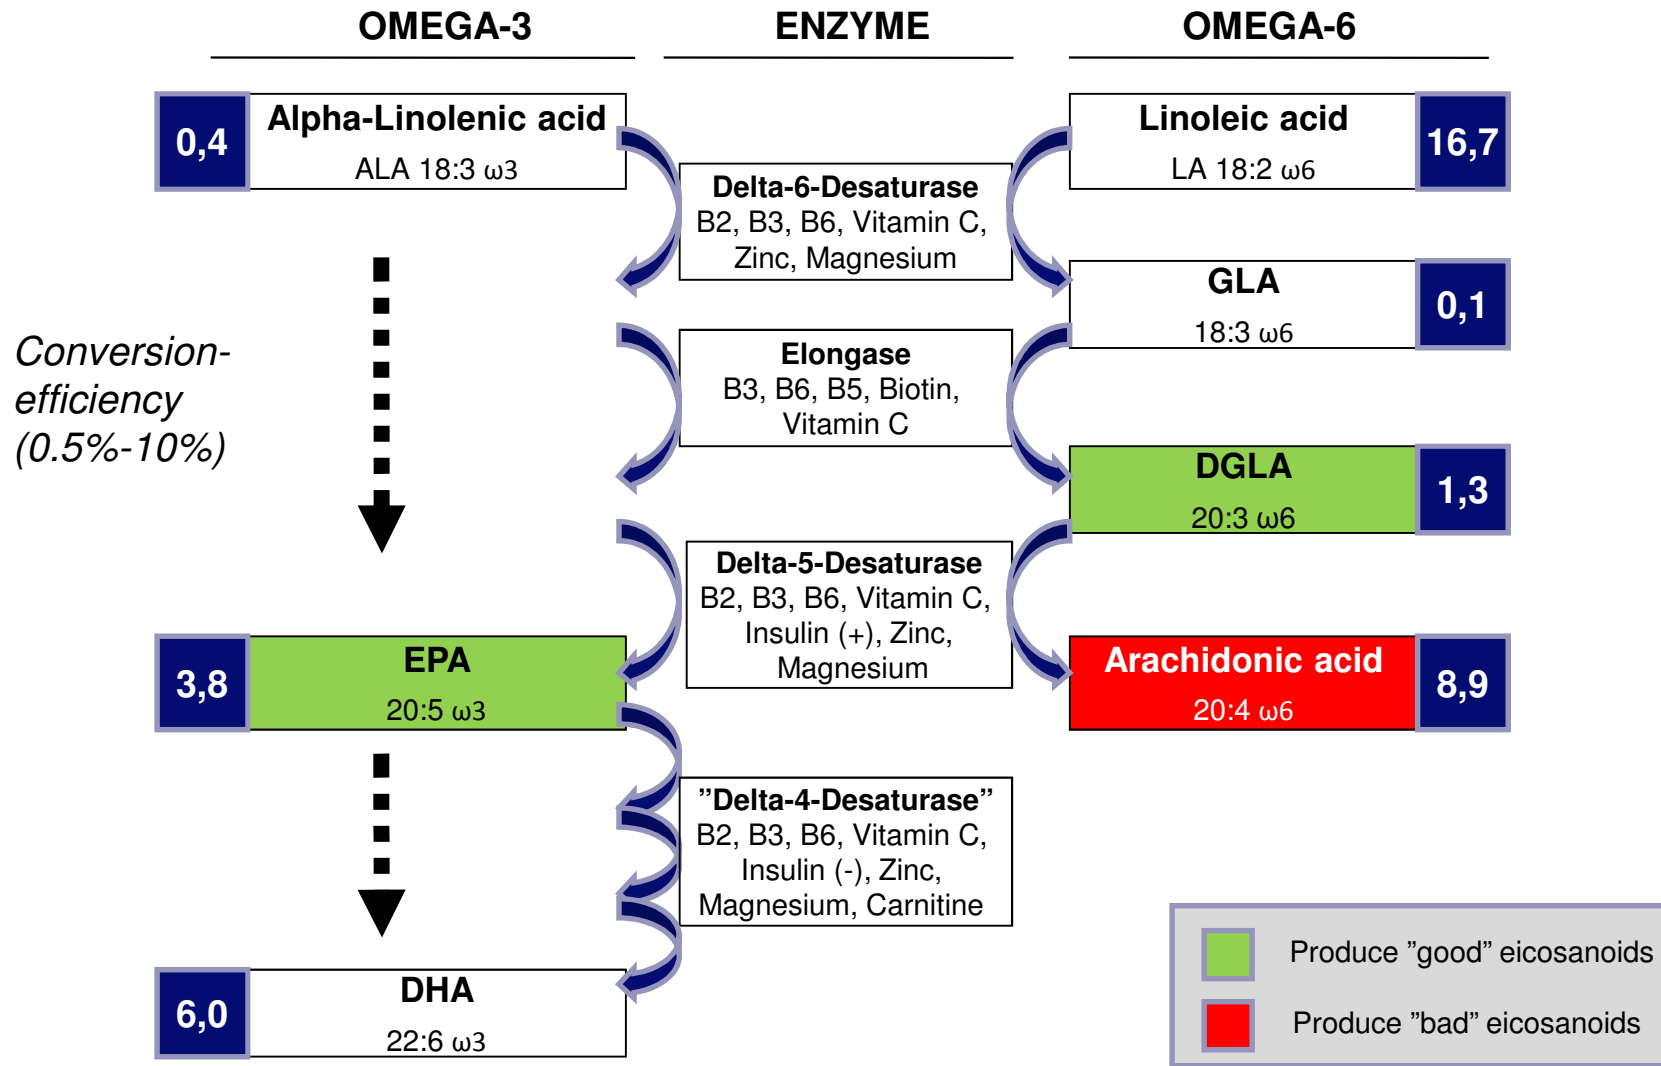 OMEGA-3
ENZYME
OMEGA-6
0,4
Alpha-Linolenic acid
ALA 18:3 ω3
Linoleic acid
LA 18:2 ω6
16,7
Delta-6-Desaturase
B2, B3, B6, Vitamin C,
Zinc, Magnesium
GLA
18:3 ω6
0,1
Conversion-
efficiency
(0.5%-10%)
Elongase
B3, B6, B5, Biotin,
Vitamin C
DGLA
20:3 ω6
1,3
Delta-5-Desaturase
B2, B3, B6, Vitamin C,
Insulin (+), Zinc,
Magnesium
3,8
EPA
20:5 ω3
Arachidonic acid
20:4 ω6
8,9
”Delta-4-Desaturase”
B2, B3, B6, Vitamin C,
Insulin (-), Zinc,
Magnesium, Carnitine
6,0
DHA
22:6 ω3
Produce ”good” eicosanoids
Produce ”bad” eicosanoids